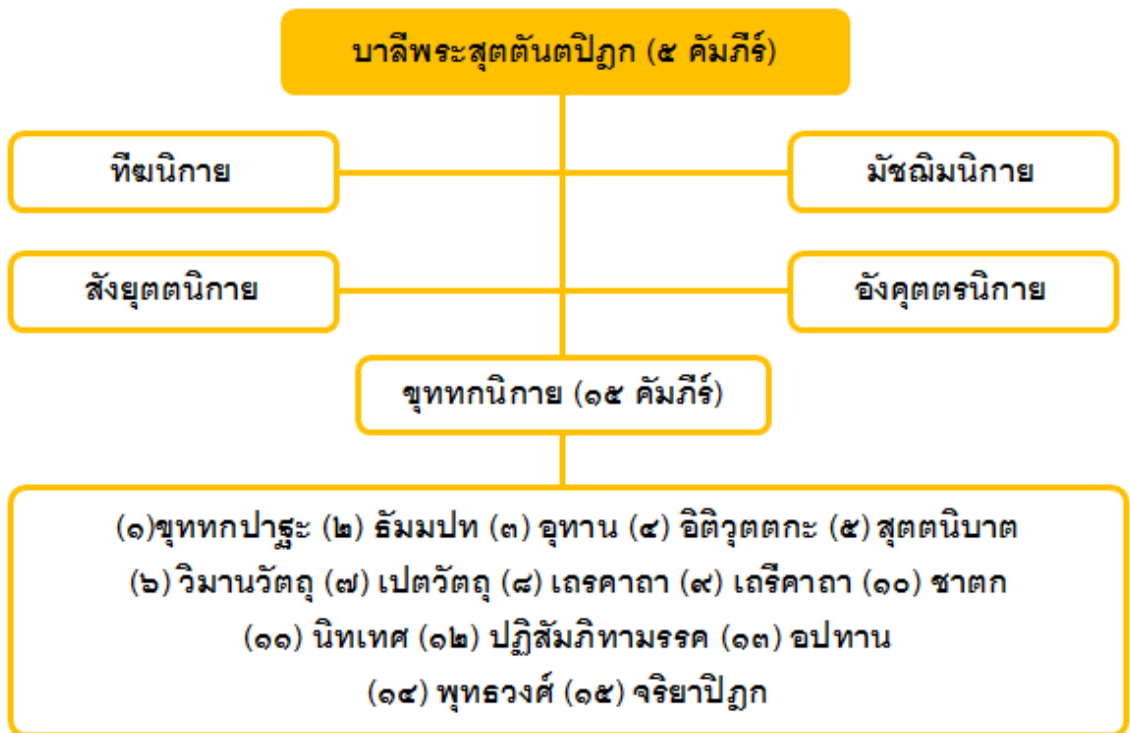 บาลีพระสุตตันตปิฎก (๕ คัมภีร์)
ทีฆนิกาย
มัชฌิมนิกาย
สังยุตตนิกาย
อังคุตตรนิกาย
ขุททกนิกาย (๑๕ คัมภีร์)
(๑)ขุททกปาฐะ (๒) ธัมมปท (๓) อุทาน (๔) อิติวุตตกะ (๕) สุตตนิบาต
(๖) วิมานวัตถุ (๗) เปตวัตถุ (๘) เถรคาถา (๙) เถรีคาถา (๑๐) ชาตก
(๑๑) นิทเทศ (๑๒) ปฏิสัมภิทามรรค (๑๓) อปทาน
(๑๔) พุทธวงศ์ (๑๕) จริยาปิฎก